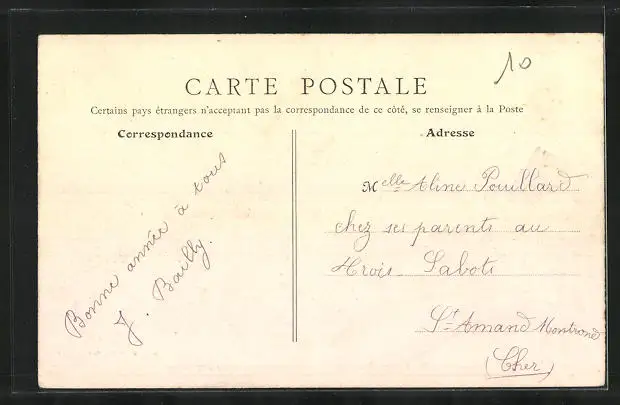 10
CARTE POSTALE
Certains pays étrangers n'acceptant pas la correspondance de ce côté, se renseigner à la Poste
Correspondance
Adresse
Bonne année à tous
J. Bailly.
Melle Aline Pouillard
chez ses parents au
trois Sabots
St Amand Montrond
(Cher)